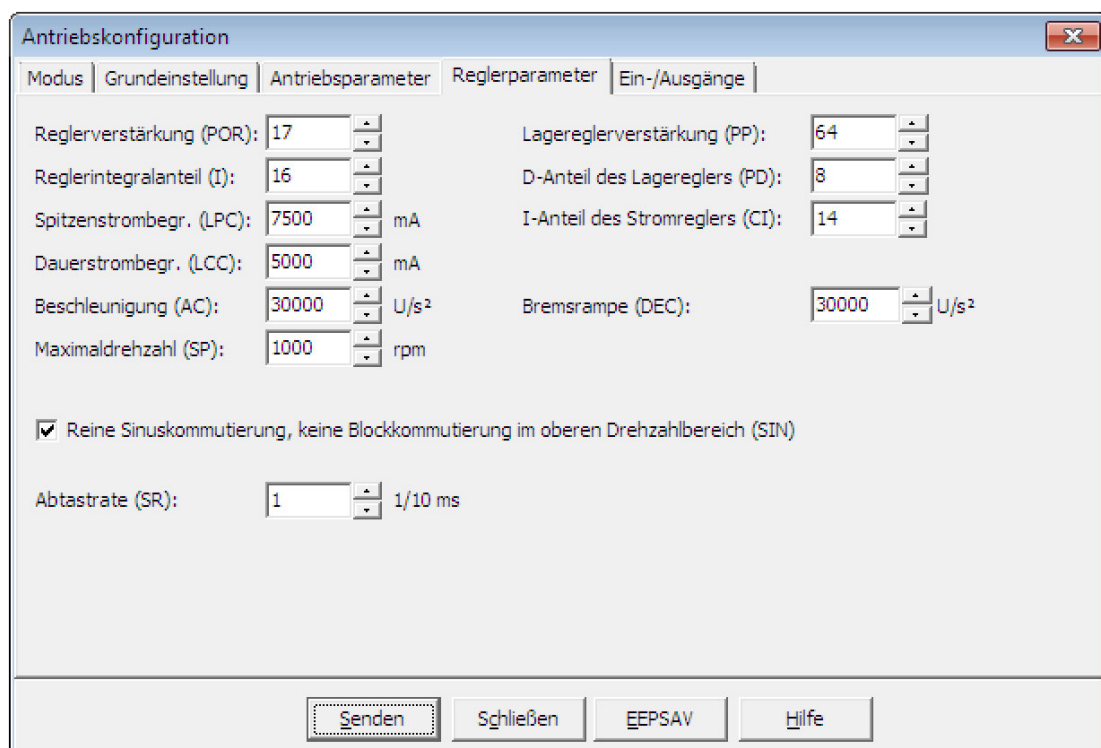 Antriebskonfiguration
Modus Grundeinstellung Antriebsparameter Reglerparameter Ein-/Ausgänge
Reglerverstärkung (POR): 17 Lagereglerverstärkung (PP): 64
Reglerintegralanteil (I): 16 D-Anteil des Lagereglers (PD): 8
Spitzenstrombegr. (LPC): 7500 mA I-Anteil des Stromreglers (CI): 14
Dauerstrombegr. (LCC): 5000 mA
Beschleunigung (AC): 30000 U/s² Bremsrampe (DEC): 30000 U/s²
Maximaldrehzahl (SP): 1000 rpm
Reine Sinuskommutierung, keine Blockkommutierung im oberen Drehzahlbereich (SIN)
Abtastrate (SR): 1 1/10 ms
Senden Schließen EEPSAV Hilfe